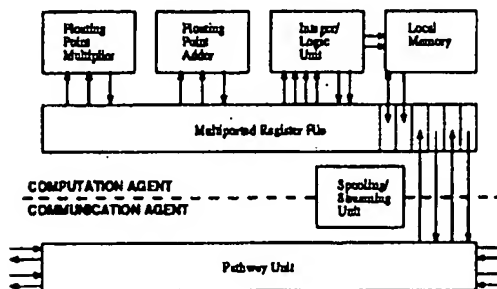 Floating
Point
Multiplier
Floating
Point
Adder
Integer/
Logic
Unit
Local
Memory
Multiported Register File
COMPUTATION AGENT
COMMUNICATION AGENT
Spooling/
Streaming
Unit
Pathway Unit